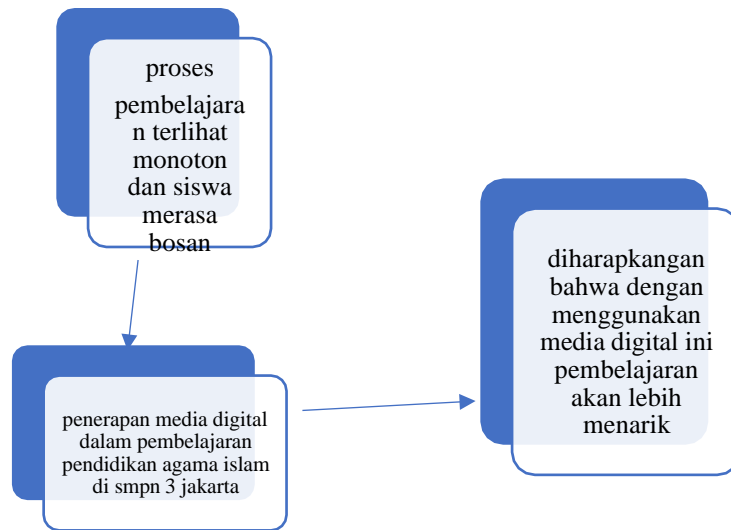 proses
pembelajara
n terlihat
monoton
dan siswa
merasa
bosan
penerapan media digital
dalam pembelajaran
pendidikan agama islam
di smpn 3 jakarta
diharapkangan
bahwa dengan
menggunakan
media digital ini
pembelajaran
akan lebih
menarik